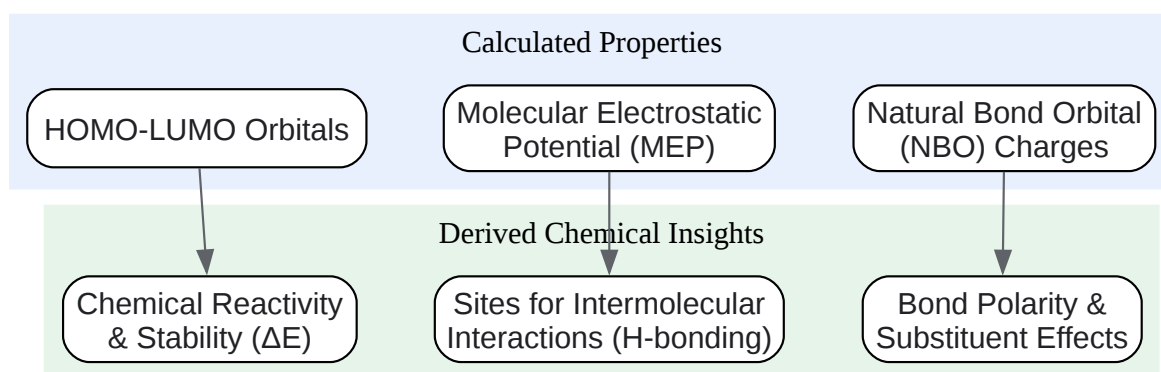 Calculated Properties
HOMO-LUMO Orbitals
Molecular Electrostatic
Potential (MEP)
Natural Bond Orbital
(NBO) Charges
Derived Chemical Insights
Chemical Reactivity
& Stability (ΔE)
Sites for Intermolecular
Interactions (H-bonding)
Bond Polarity &
Substituent Effects